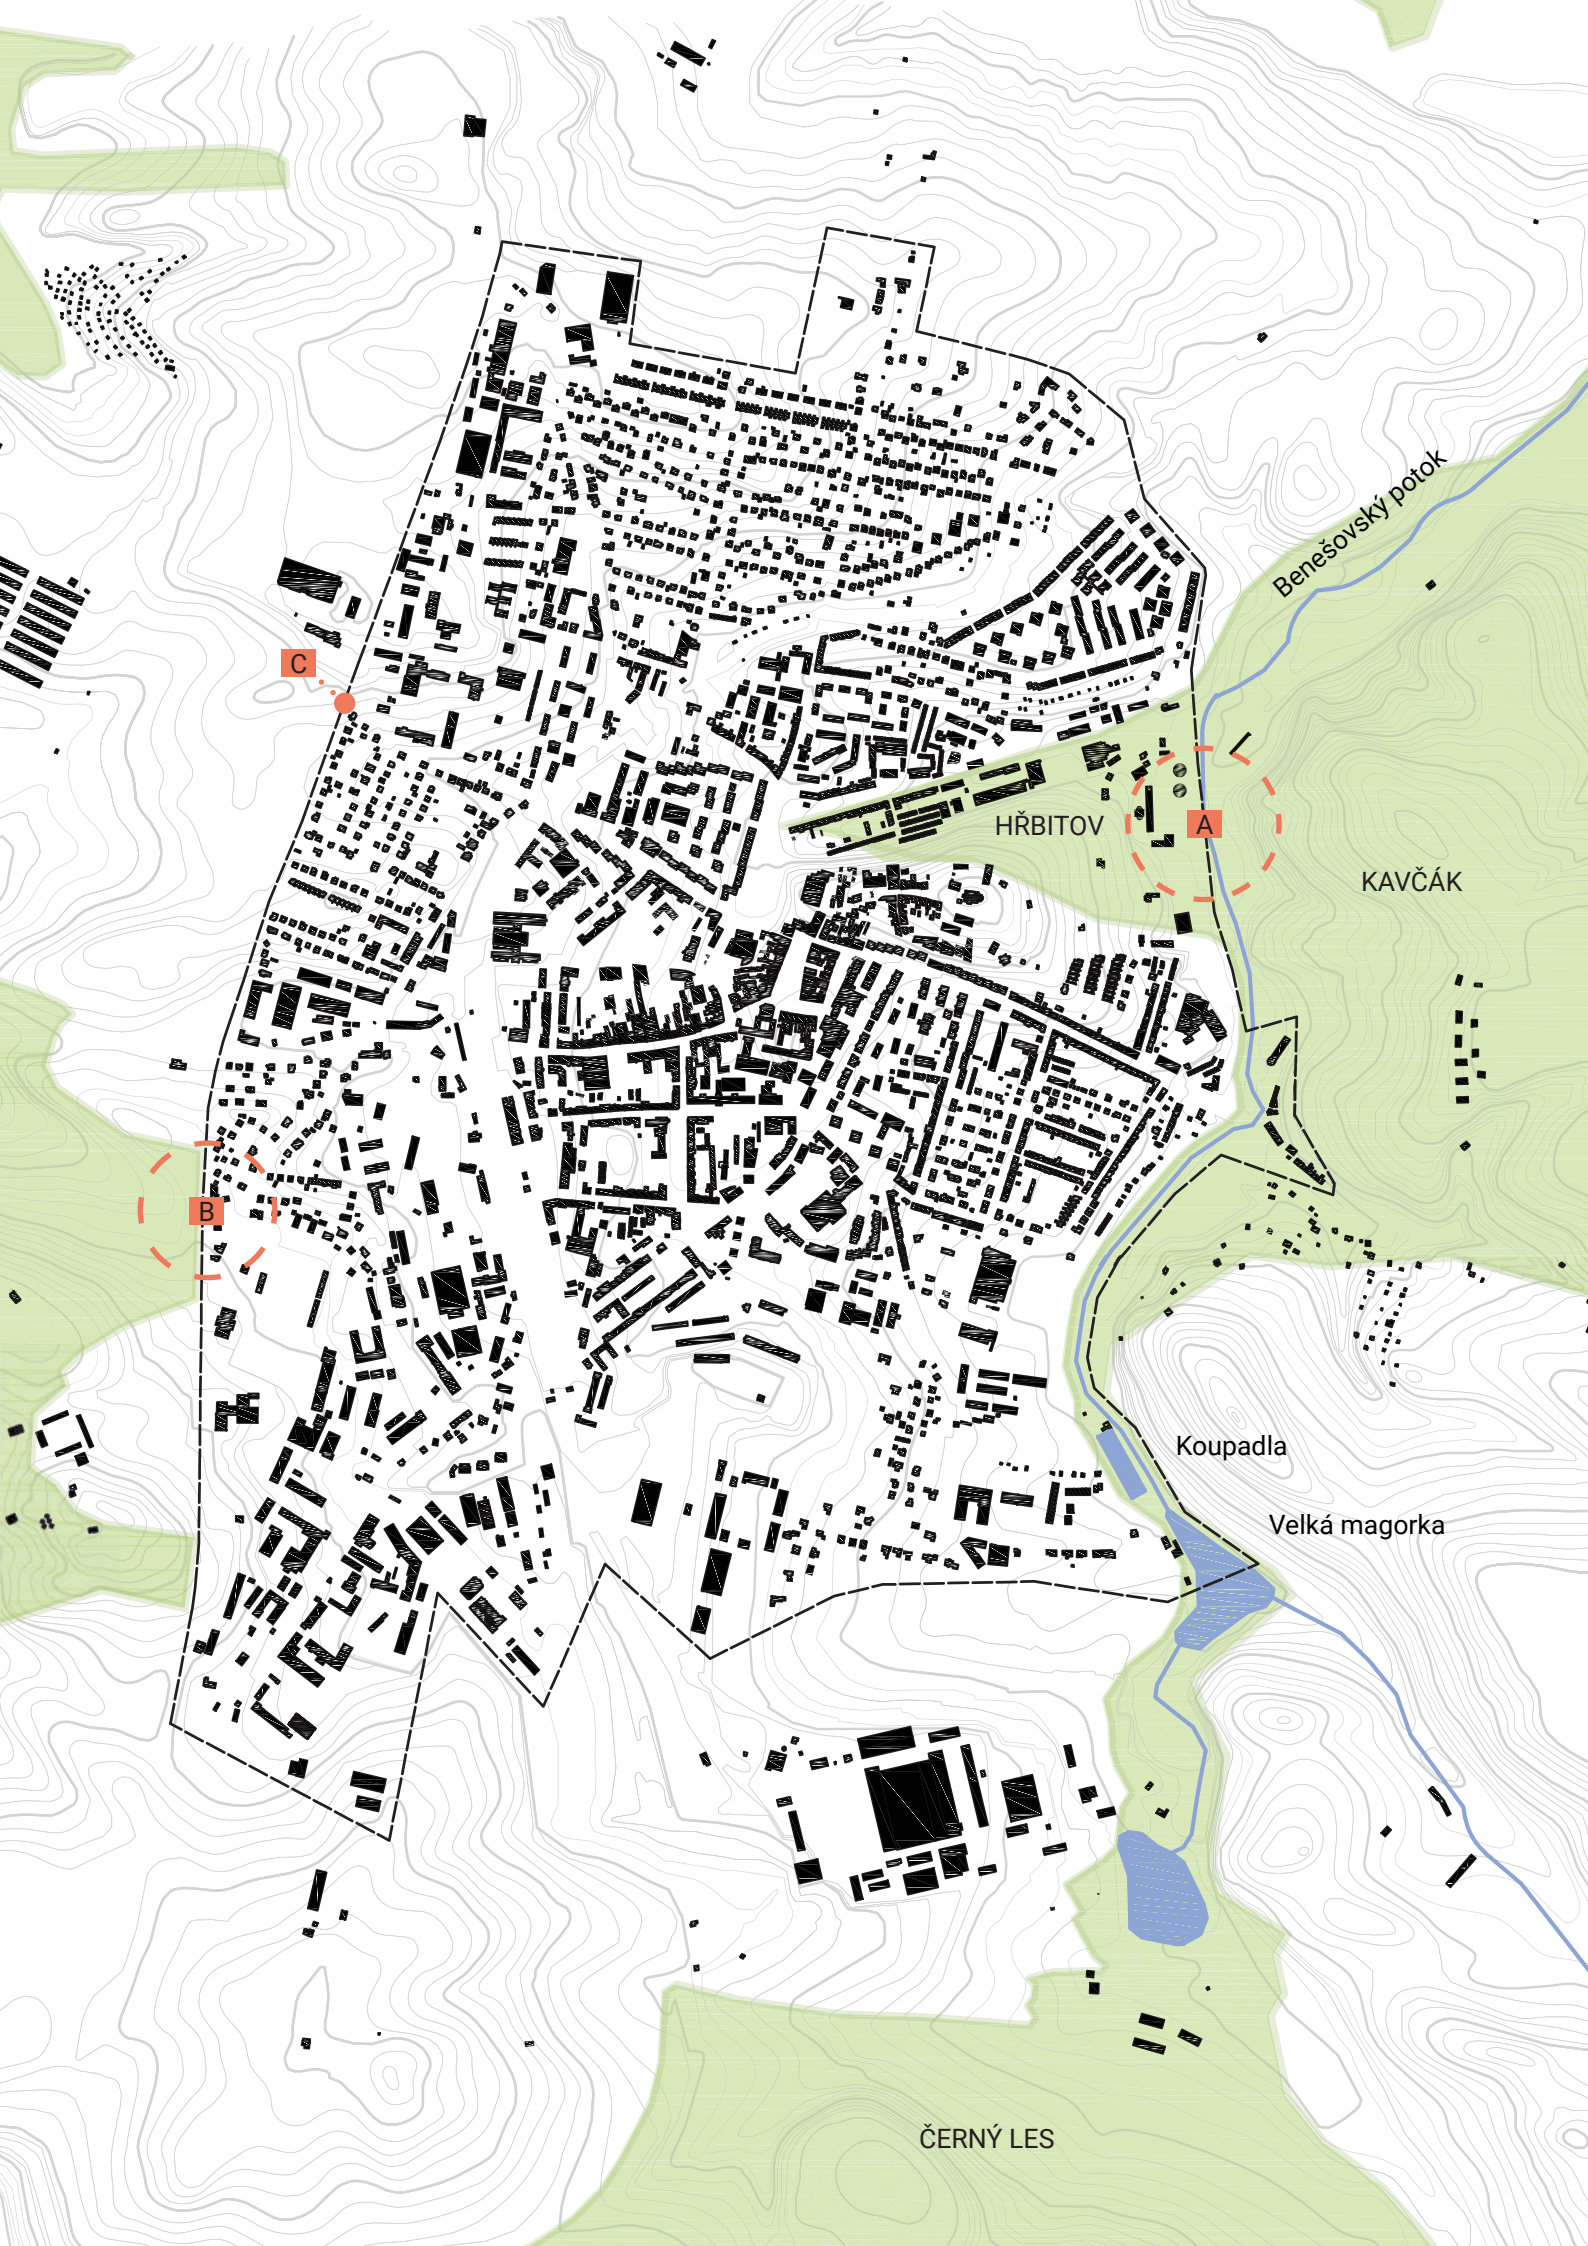 Benešovský potok
C
HŘBITOV
A
KAVČÁK
B
Koupadla
Velká magorka
ČERNÝ LES